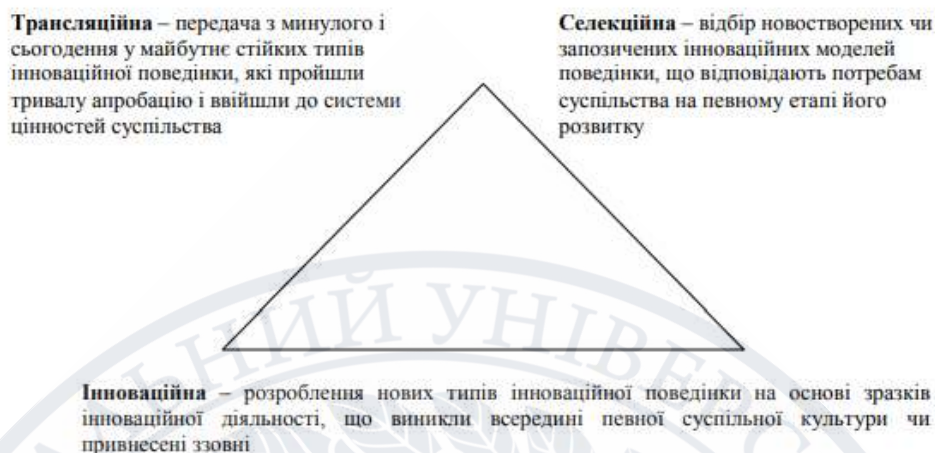 Трансляційна – передача з минулого і
сьогодення у майбутнє стійких типів
інноваційної поведінки, які пройшли
тривалу апробацію і ввійшли до системи
цінностей суспільства
Селекційна – відбір новостворених чи
запозичених інноваційних моделей
поведінки, що відповідають потребам
суспільства на певному етапі його
розвитку
Інноваційна – розроблення нових типів інноваційної поведінки на основі зразків
інноваційної діяльності, що виникли всередині певної суспільної культури чи
привнесені ззовні